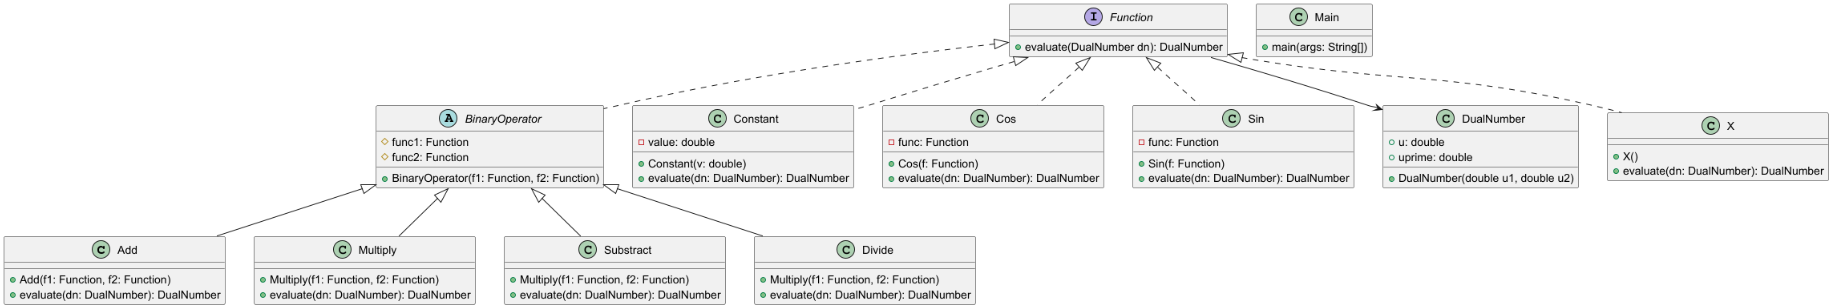 I Function
evaluate(DualNumber dn): DualNumber
C Main
main(args: String[])
A BinaryOperator
func1: Function
func2: Function
BinaryOperator(f1: Function, f2: Function)
C Constant
value: double
Constant(v: double)
evaluate(dn: DualNumber): DualNumber
C Cos
func: Function
Cos(f: Function)
evaluate(dn: DualNumber): DualNumber
C Sin
func: Function
Sin(f: Function)
evaluate(dn: DualNumber): DualNumber
C DualNumber
u: double
uprime: double
DualNumber(double u1, double u2)
C X
X()
evaluate(dn: DualNumber): DualNumber
C Add
Add(f1: Function, f2: Function)
evaluate(dn: DualNumber): DualNumber
C Multiply
Multiply(f1: Function, f2: Function)
evaluate(dn: DualNumber): DualNumber
C Substract
Multiply(f1: Function, f2: Function)
evaluate(dn: DualNumber): DualNumber
C Divide
Multiply(f1: Function, f2: Function)
evaluate(dn: DualNumber): DualNumber